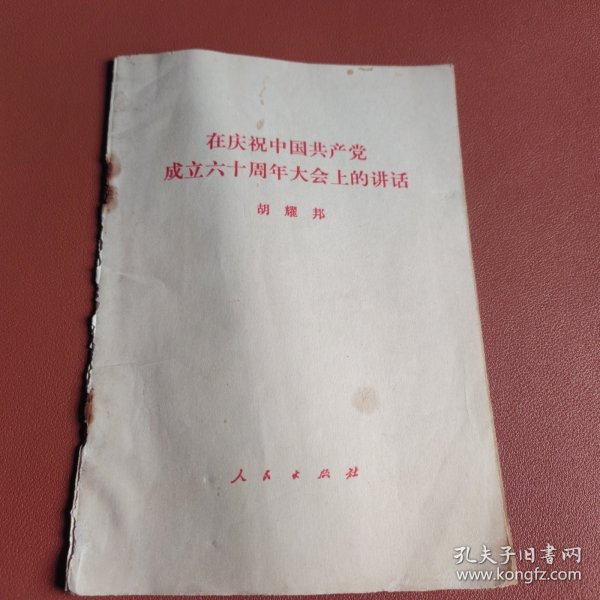 在庆祝中国共产党
成立六十周年大会上的讲话
胡耀邦
人民出版社
孔夫子旧书网
www.kongfz.com